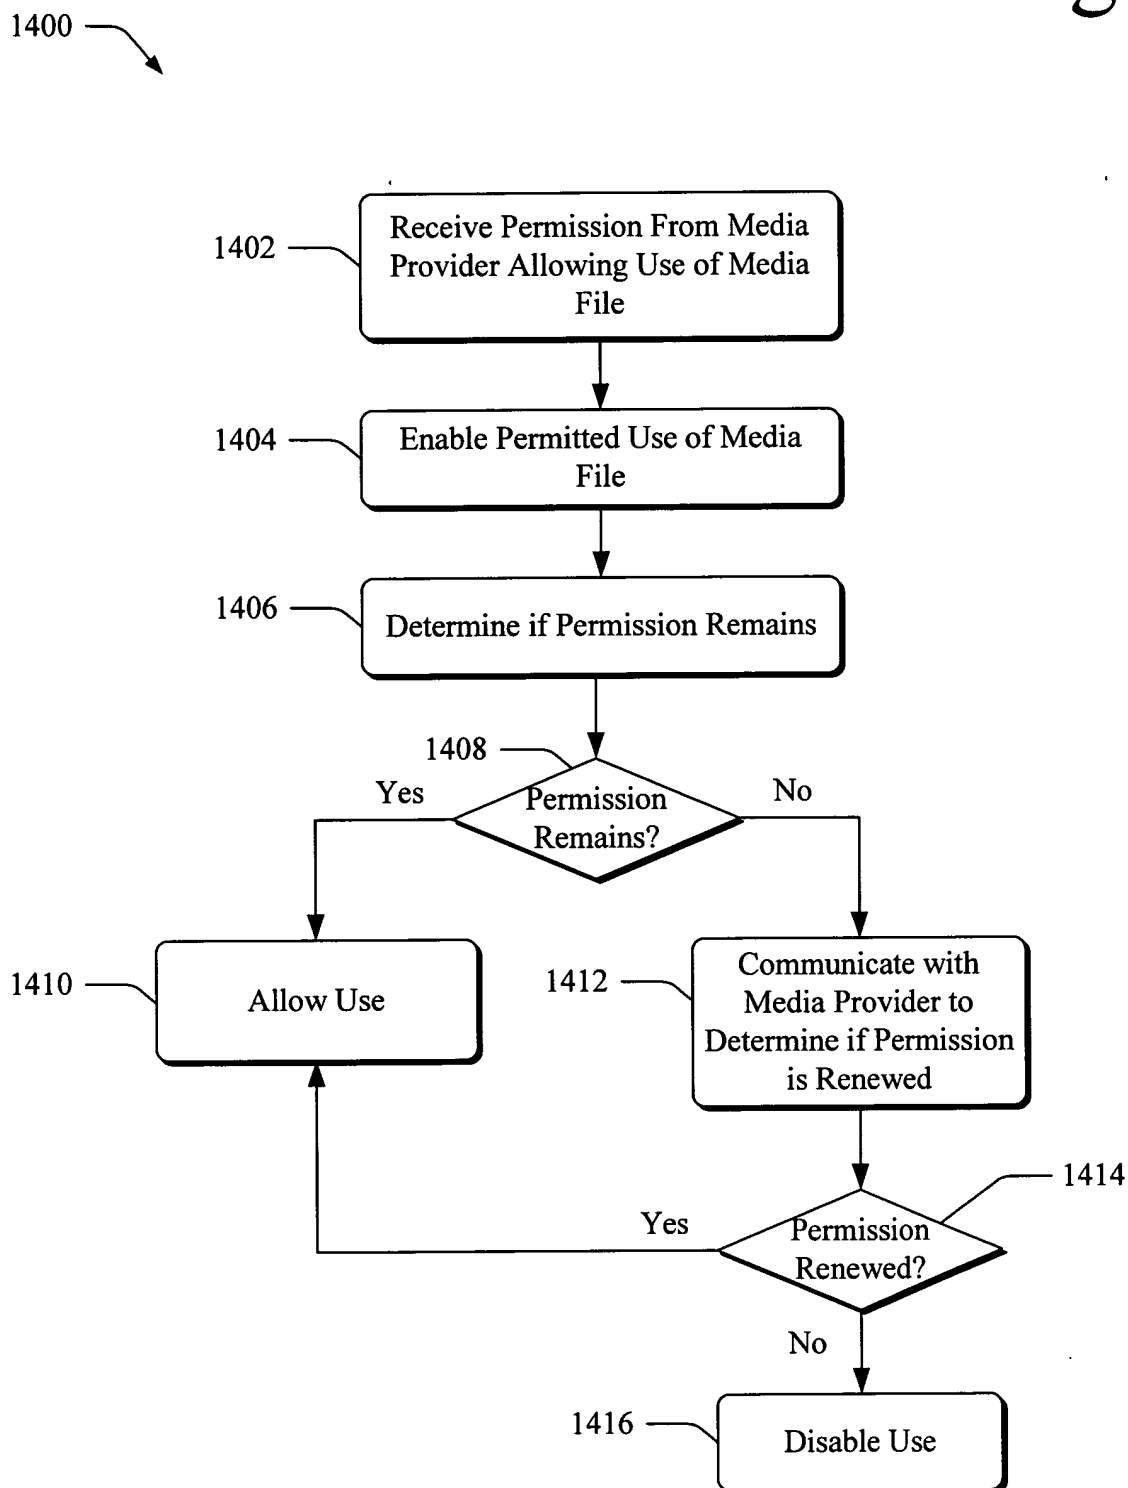 1400
1402
Receive Permission From Media
Provider Allowing Use of Media
File
1404
Enable Permitted Use of Media
File
1406
Determine if Permission Remains
1408
Yes
Permission
Remains?
No
1410
Allow Use
1412
Communicate with
Media Provider to
Determine if Permission
is Renewed
1414
Yes
Permission
Renewed?
No
1416
Disable Use